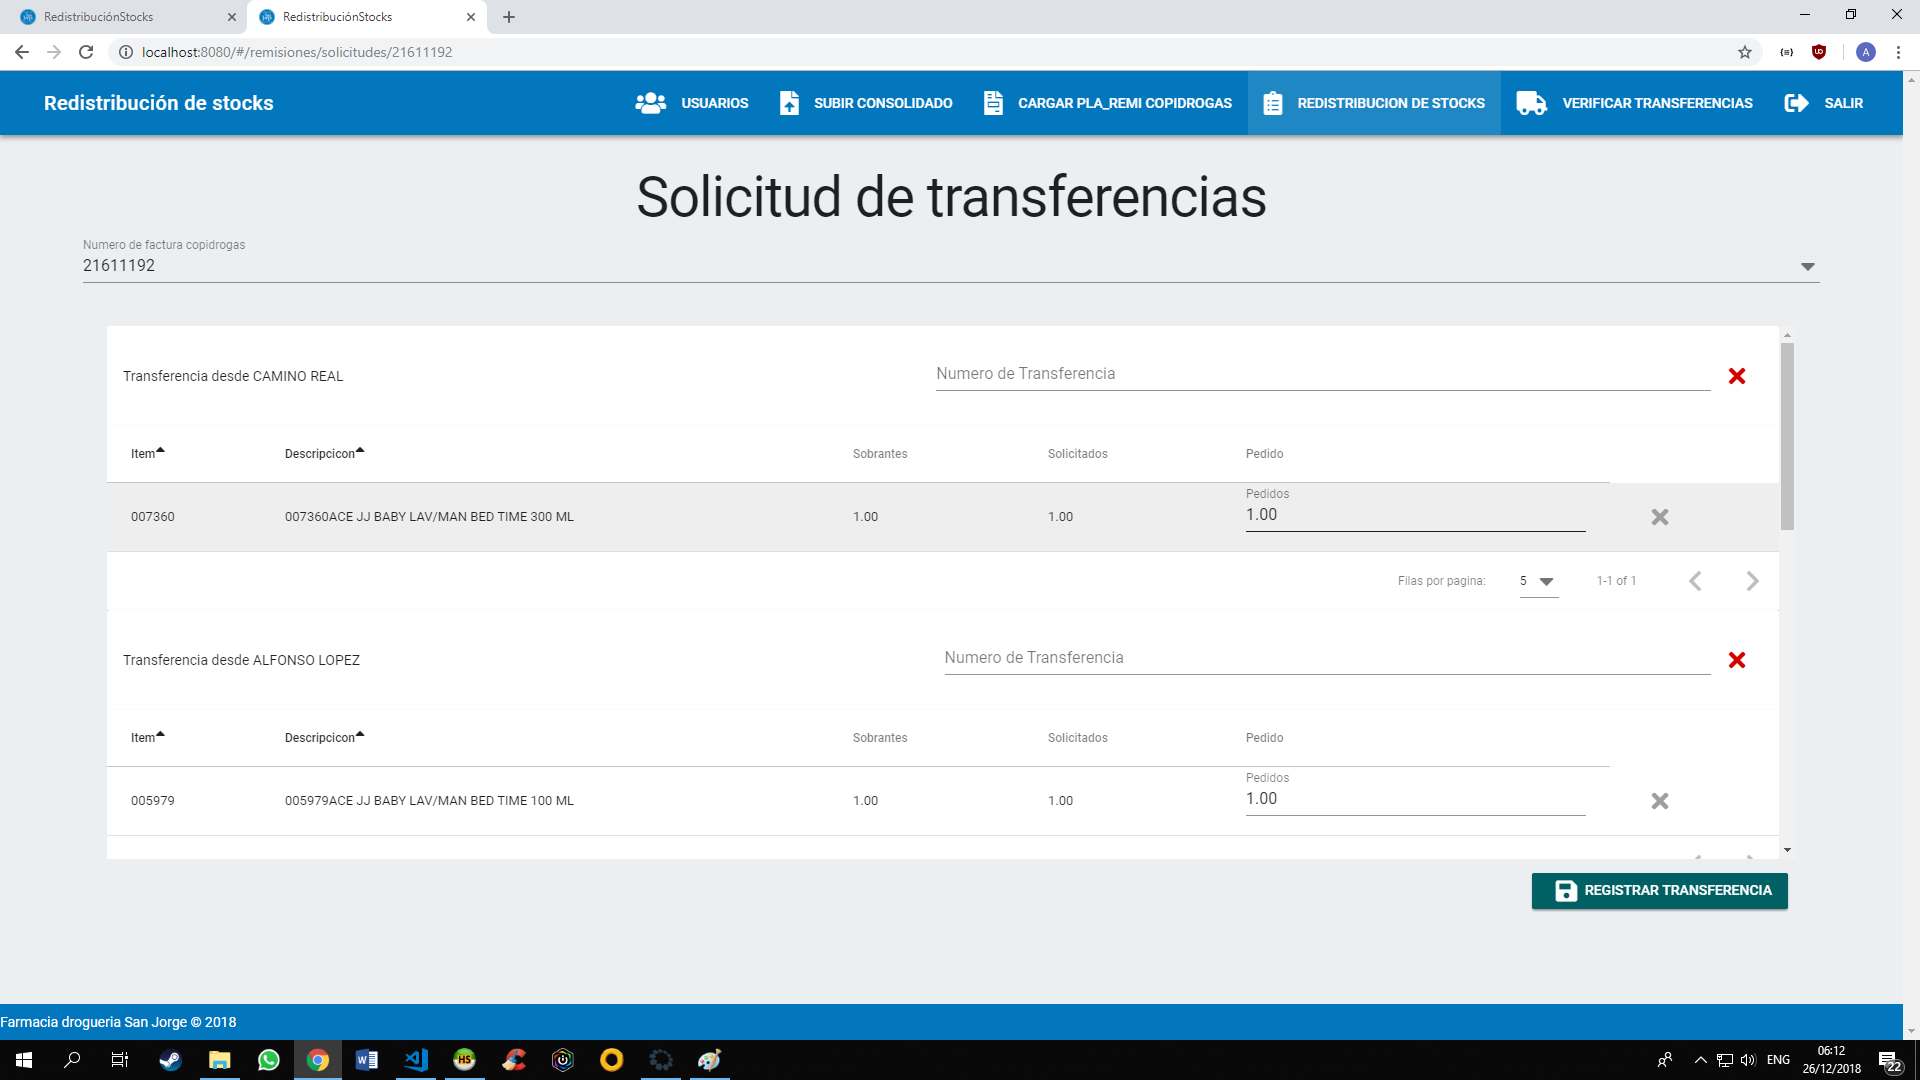 RedistribuciónStocks
RedistribuciónStocks
localhost:8080/#/remisiones/solicitudes/21611192
A
Redistribución de stocks
USUARIOS
SUBIR CONSOLIDADO
CARGAR PLA_REMI COPIDROGAS
REDISTRIBUCION DE STOCKS
VERIFICAR TRANSFERENCIAS
SALIR
Solicitud de transferencias
Numero de factura copidrogas
21611192
Transferencia desde CAMINO REAL
Numero de Transferencia
Item Descripcicon Sobrantes Solicitados Pedido
Pedidos
007360 007360ACE JJ BABY LAV/MAN BED TIME 300 ML 1.00 1.00 1.00
Filas por pagina: 5 1-1 of 1
Transferencia desde ALFONSO LOPEZ
Numero de Transferencia
Item Descripcicon Sobrantes Solicitados Pedido
Pedidos
005979 005979ACE JJ BABY LAV/MAN BED TIME 100 ML 1.00 1.00 1.00
REGISTRAR TRANSFERENCIA
Farmacia drogueria San Jorge © 2018
HS
ENG
06:12
26/12/2018
22